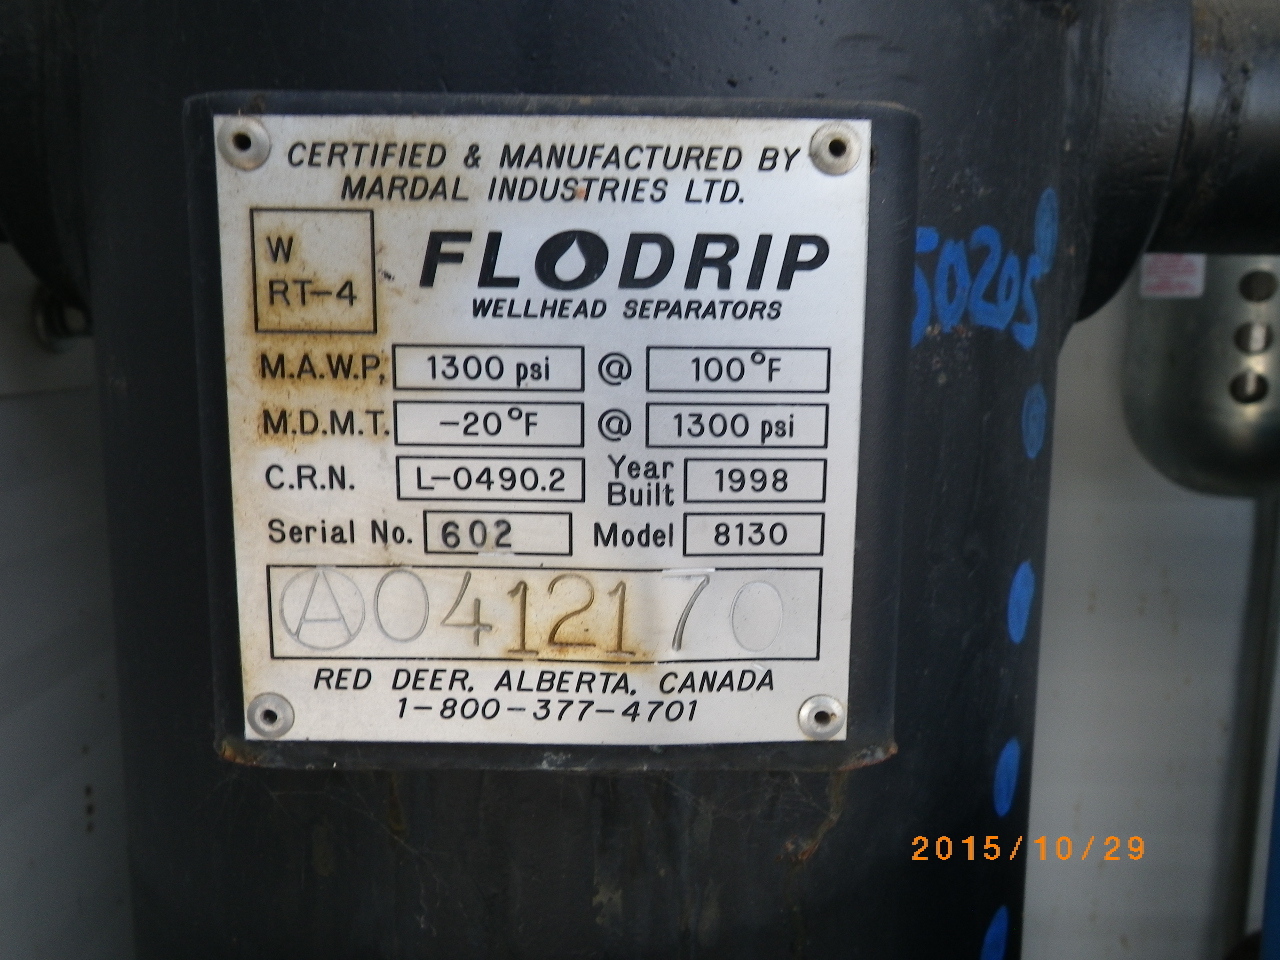 CERTIFIED & MANUFACTURED BY
MARDAL INDUSTRIES LTD.
W
RT-4
FLODRIP
WELLHEAD SEPARATORS
M.A.W.P. 1300 psi @ 100°F
M.D.M.T. -20°F @ 1300 psi
C.R.N. L-0490.2 Year Built 1998
Serial No. 602 Model 8130
Ⓐ0412170
RED DEER, ALBERTA, CANADA
1-800-377-4701
2015/10/29